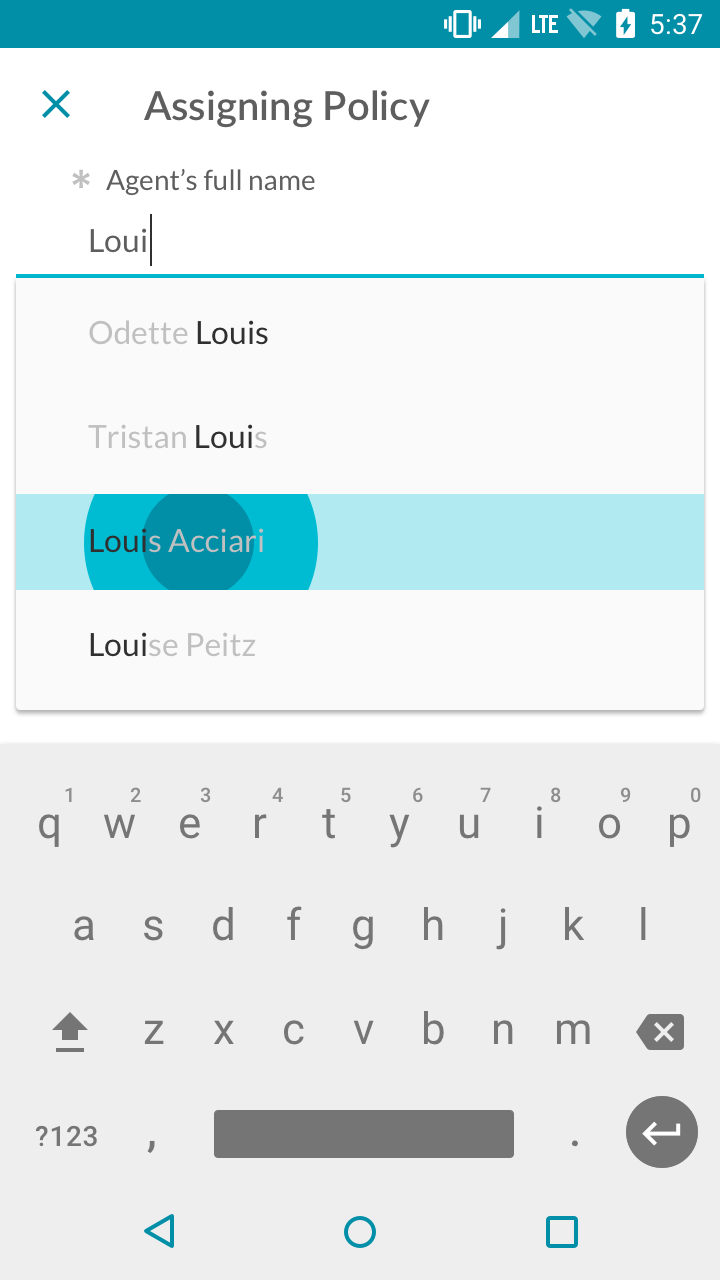 LTE 5:37
Assigning Policy
* Agent’s full name
Loui
Odette Louis
Tristan Louis
Louis Acciari
Louise Peitz
1 2 3 4 5 6 7 8 9 0
q w e r t y u i o p
a s d f g h j k l
z x c v b n m
?123 , .